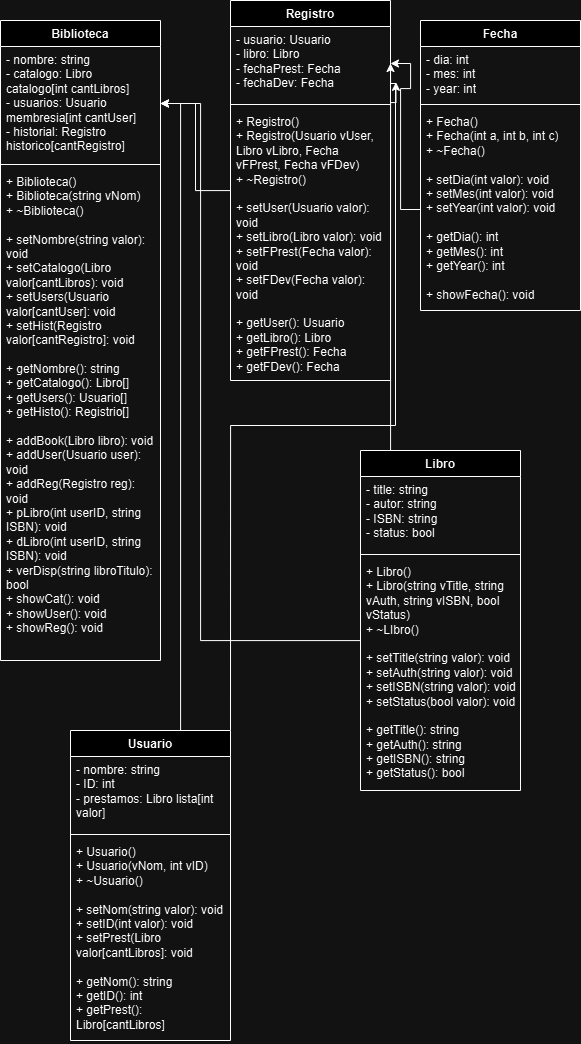 Biblioteca
- nombre: string
- catalogo: Libro
catalogo[int cantLibros]
- usuarios: Usuario
membresia[int cantUser]
- historial: Registro
historico[cantRegistro]
+ Biblioteca()
+ Biblioteca(string vNom)
+ ~Biblioteca()
+ setNombre(string valor):
void
+ setCatalogo(Libro
valor[cantLibros): void
+ setUsers(Usuario
valor[cantUser]: void
+ setHist(Registro
valor[cantRegistro]: void
+ getNombre(): string
+ getCatalogo(): Libro[]
+ getUsers(): Usuario[]
+ getHisto(): Registrio[]
+ addBook(Libro libro): void
+ addUser(Usuario user):
void
+ addReg(Registro reg): void
+ pLibro(int userID, string
ISBN): void
+ dLibro(int userID, string
ISBN): void
+ verDisp(string libroTitulo):
bool
+ showCat(): void
+ showUser(): void
+ showReg(): void
Registro
- usuario: Usuario
- libro: Libro
- fechaPrest: Fecha
- fechaDev: Fecha
+ Registro()
+ Registro(Usuario vUser,
Libro vLibro, Fecha
vFPrest, Fecha vFDev)
+ ~Registro()
+ setUser(Usuario valor):
void
+ setLibro(Libro valor): void
+ setFPrest(Fecha valor):
void
+ setFDev(Fecha valor):
void
+ getUser(): Usuario
+ getLibro(): Libro
+ getFPrest(): Fecha
+ getFDev(): Fecha
Fecha
- dia: int
- mes: int
- year: int
+ Fecha()
+ Fecha(int a, int b, int c)
+ ~Fecha()
+ setDia(int valor): void
+ setMes(int valor): void
+ setYear(int valor): void
+ getDia(): int
+ getMes(): int
+ getYear(): int
+ showFecha(): void
Libro
- title: string
- autor: string
- ISBN: string
- status: bool
+ Libro()
+ Libro(string vTitle, string
vAuth, string vISBN, bool
vStatus)
+ ~LIbro()
+ setTitle(string valor): void
+ setAuth(string valor): void
+ setISBN(string valor): void
+ setStatus(bool valor): void
+ getTitle(): string
+ getAuth(): string
+ getISBN(): string
+ getStatus(): bool
Usuario
- nombre: string
- ID: int
- prestamos: Libro lista[int
valor]
+ Usuario()
+ Usuario(vNom, int vID)
+ ~Usuario()
+ setNom(string valor): void
+ setID(int valor): void
+ setPrest(Libro
valor[cantLibros]: void
+ getNom(): string
+ getID(): int
+ getPrest():
Libro[cantLibros]